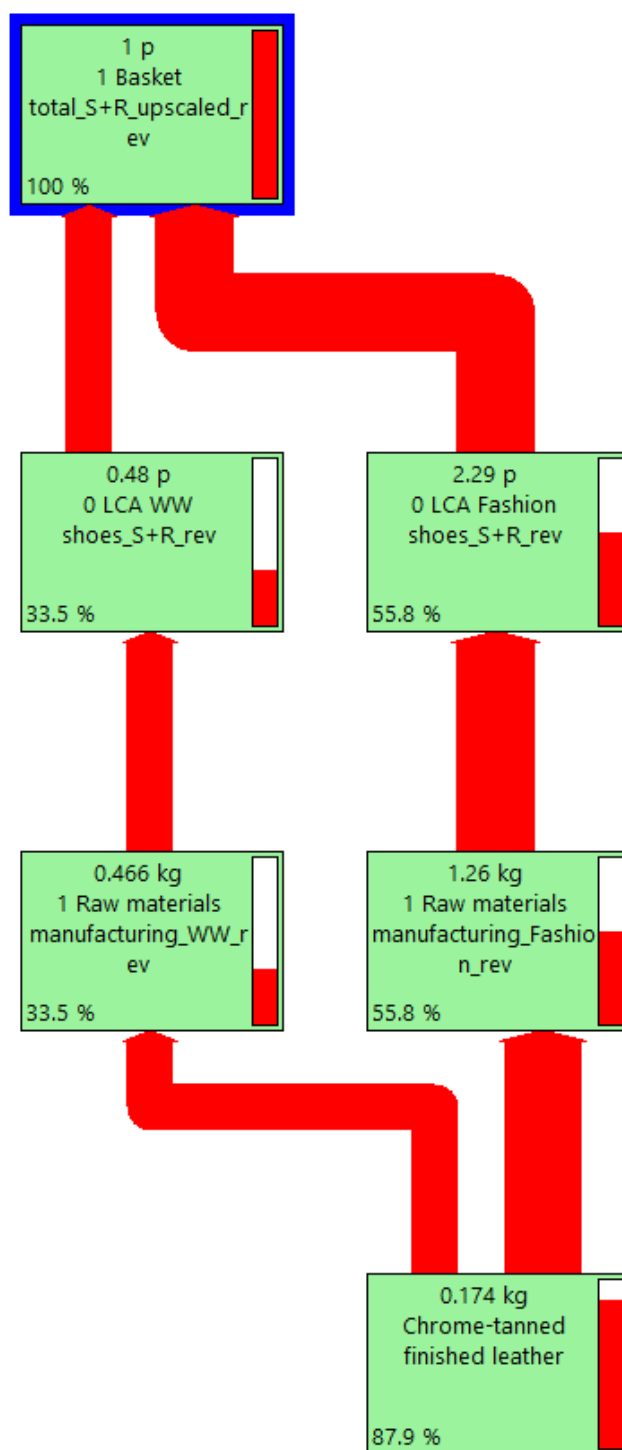 1 p
1 Basket
total_S+R_upscaled_r
ev
100 %
0.48 p
0 LCA WW
shoes_S+R_rev
33.5 %
2.29 p
0 LCA Fashion
shoes_S+R_rev
55.8 %
0.466 kg
1 Raw materials
manufacturing_WW_r
ev
33.5 %
1.26 kg
1 Raw materials
manufacturing_Fashio
n_rev
55.8 %
0.174 kg
Chrome-tanned
finished leather
87.9 %